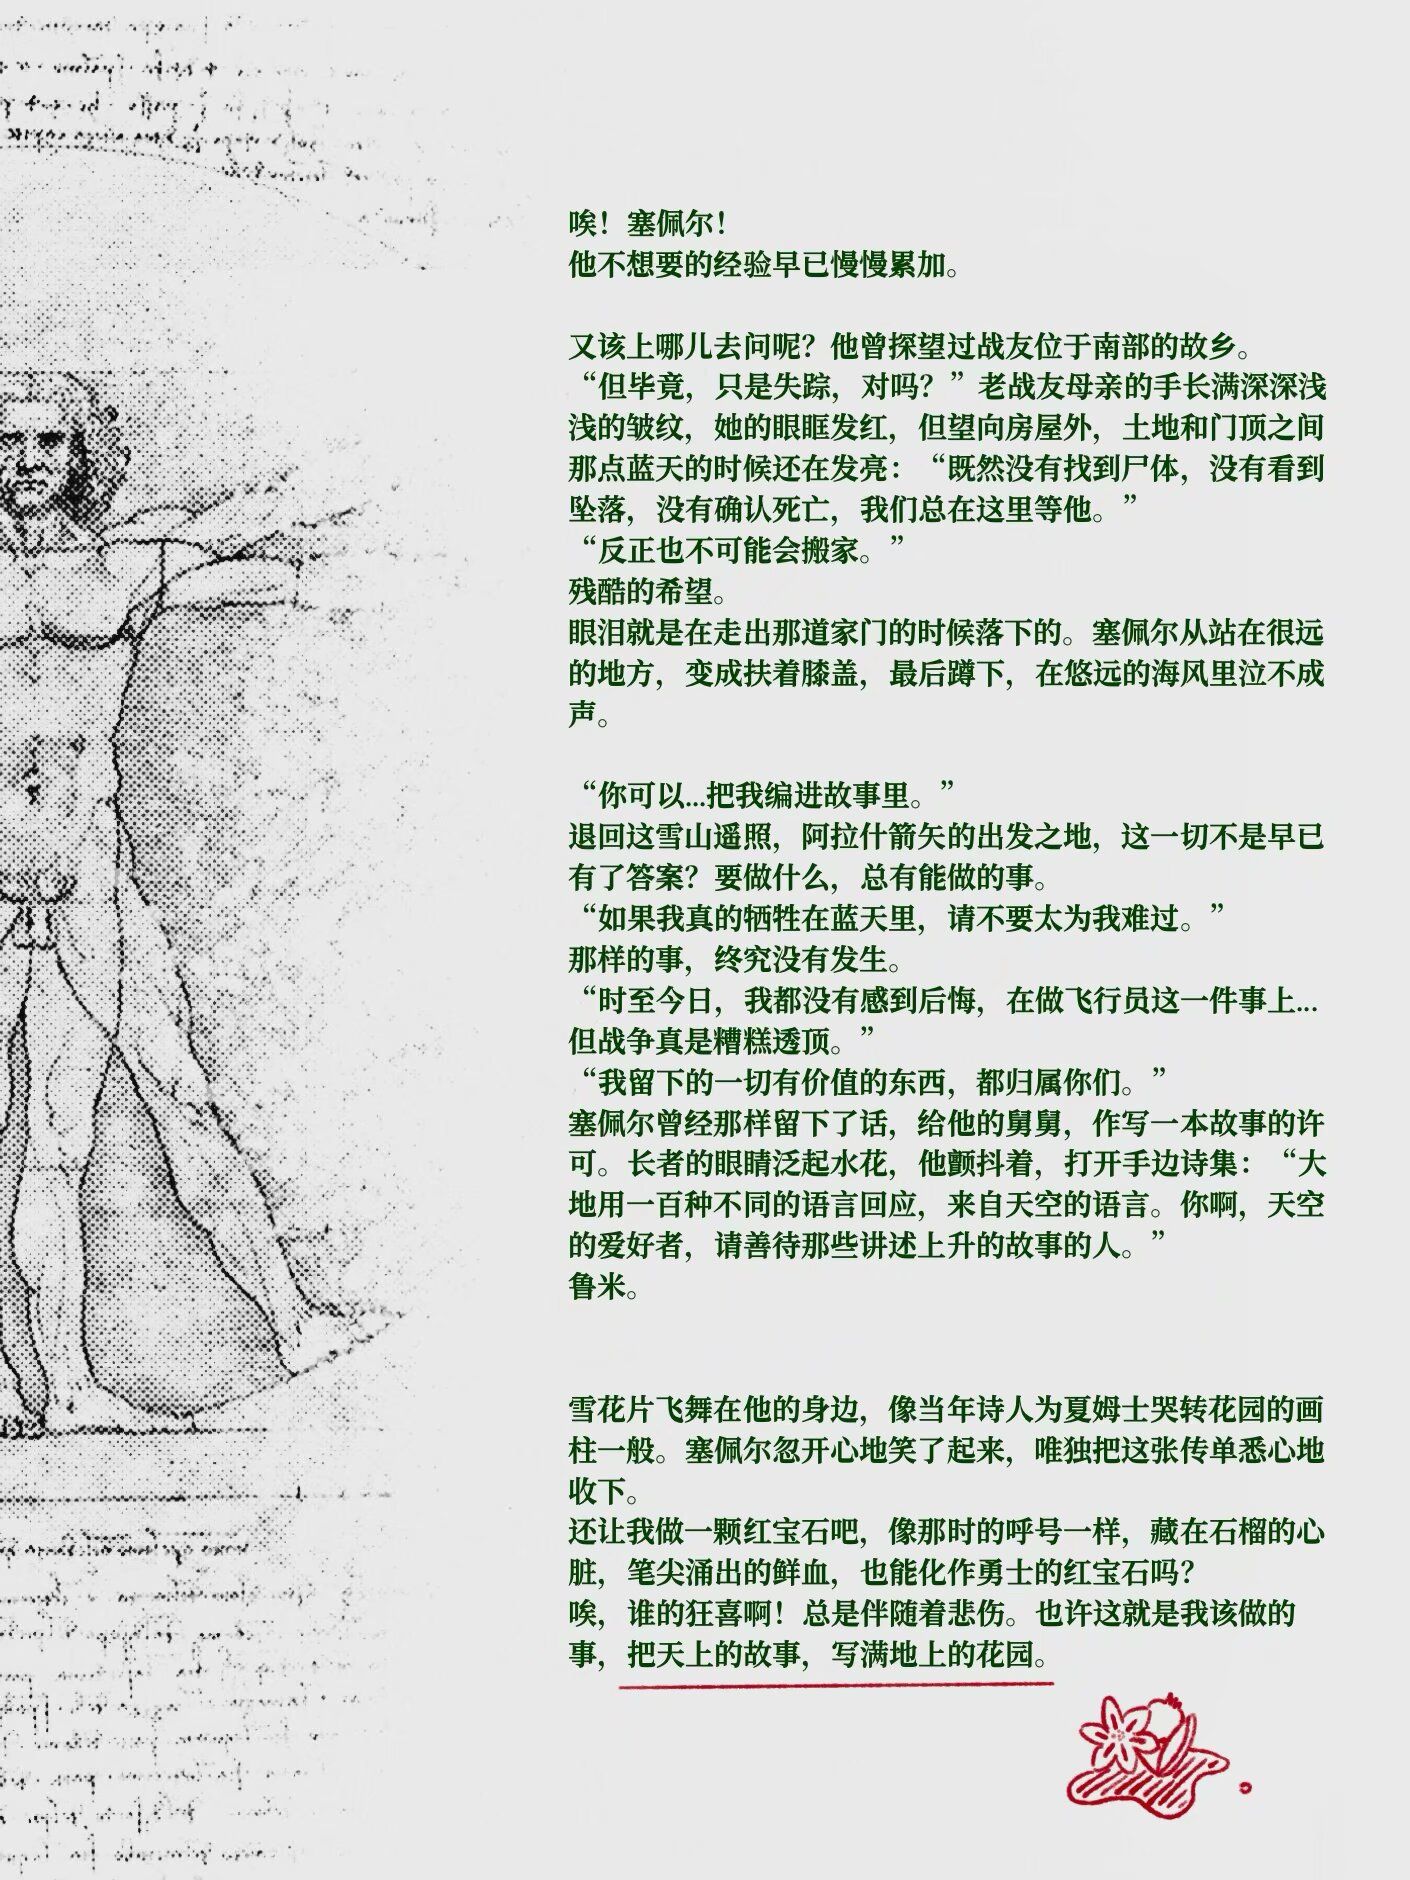 唉！塞佩尔！
他不想要的经验早已慢慢累加。
又该上哪儿去问呢？他曾探望过战友位于南部的故乡。
“但毕竟，只是失踪，对吗？”老战友母亲的手长满深深浅
浅的皱纹，她的眼眶发红，但望向房屋外，土地和门顶之间
那点蓝天的时候还在发亮：“既然没有找到尸体，没有看到
坠落，没有确认死亡，我们总在这里等他。”
“反正也不可能会搬家。”
残酷的希望。
眼泪就是在走出那道家门的时候落下的。塞佩尔从站在很远
的地方，变成扶着膝盖，最后蹲下，在悠远的海风里泣不成
声。
“你可以...把我编进故事里。”
退回这雪山遥照，阿拉什箭矢的出发之地，这一切不是早已
有了答案？要做什么，总有能做的事。
“如果我真的牺牲在蓝天里，请不要太为我难过。”
那样的事，终究没有发生。
“时至今日，我都没有感到后悔，在做飞行员这一件事上...
但战争真是糟糕透顶。”
“我留下的一切有价值的东西，都归属你们。”
塞佩尔曾经那样留下了话，给他的舅舅，作写一本故事的许
可。长者的眼睛泛起水花，他颤抖着，打开手边诗集：“大
地用一百种不同的语言回应，来自天空的语言。你啊，天空
的爱好者，请善待那些讲述上升的故事的人。”
鲁米。
雪花片飞舞在他的身边，像当年诗人为夏姆士哭转花园的画
柱一般。塞佩尔忽开心地笑了起来，唯独把这张传单悉心地
收下。
还让我做一颗红宝石吧，像那时的呼号一样，藏在石榴的心
脏，笔尖涌出的鲜血，也能化作勇士的红宝石吗？
唉，谁的狂喜啊！总是伴随着悲伤。也许这就是我该做的
事，把天上的故事，写满地上的花园。